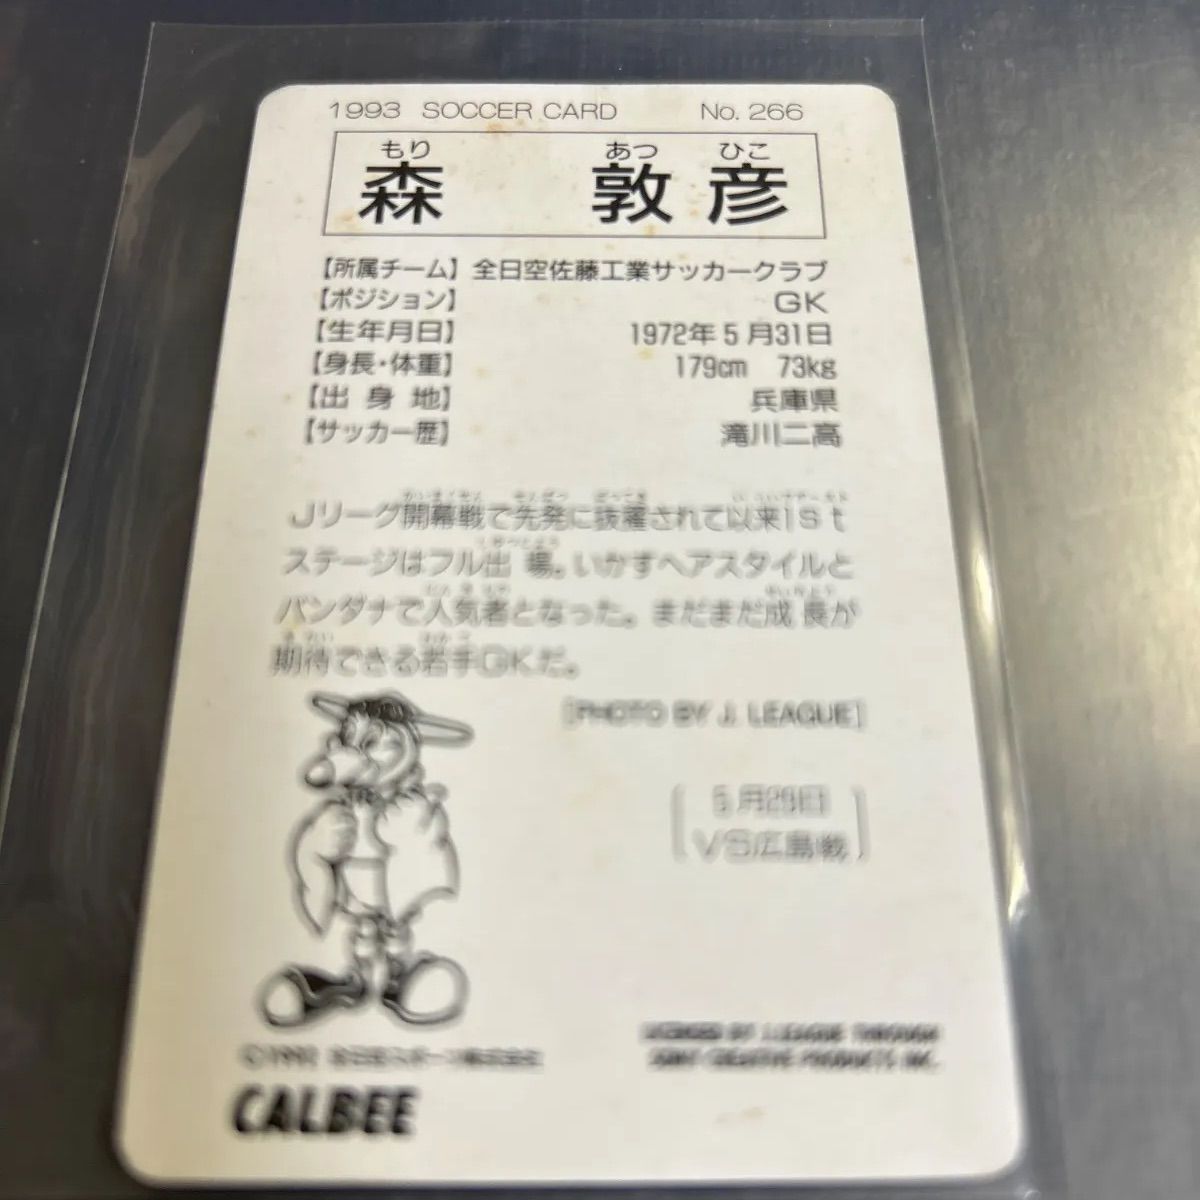 1993 SOCCER CARD No. 266
もり あつ ひこ
森 敦彦
【所属チーム】 全日空佐藤工業サッカークラブ
【ポジション】 GK
【生年月日】 1972年5月31日
【身長・体重】 179cm 73kg
【出身地】 兵庫県
【サッカー歴】 滝川二高
Jリーグ開幕戦で先発に抜擢されて以来1st
ステージはフル出場。いかすヘアスタイルと
バンダナで人気者となった。まだまだ成長が
期待できる若手GKだ。
[PHOTO BY J. LEAGUE]
VS広島戦
LICENSED BY J.LEAGUE THROUGH
SONY CREATIVE PRODUCTS INC.
CALBEE